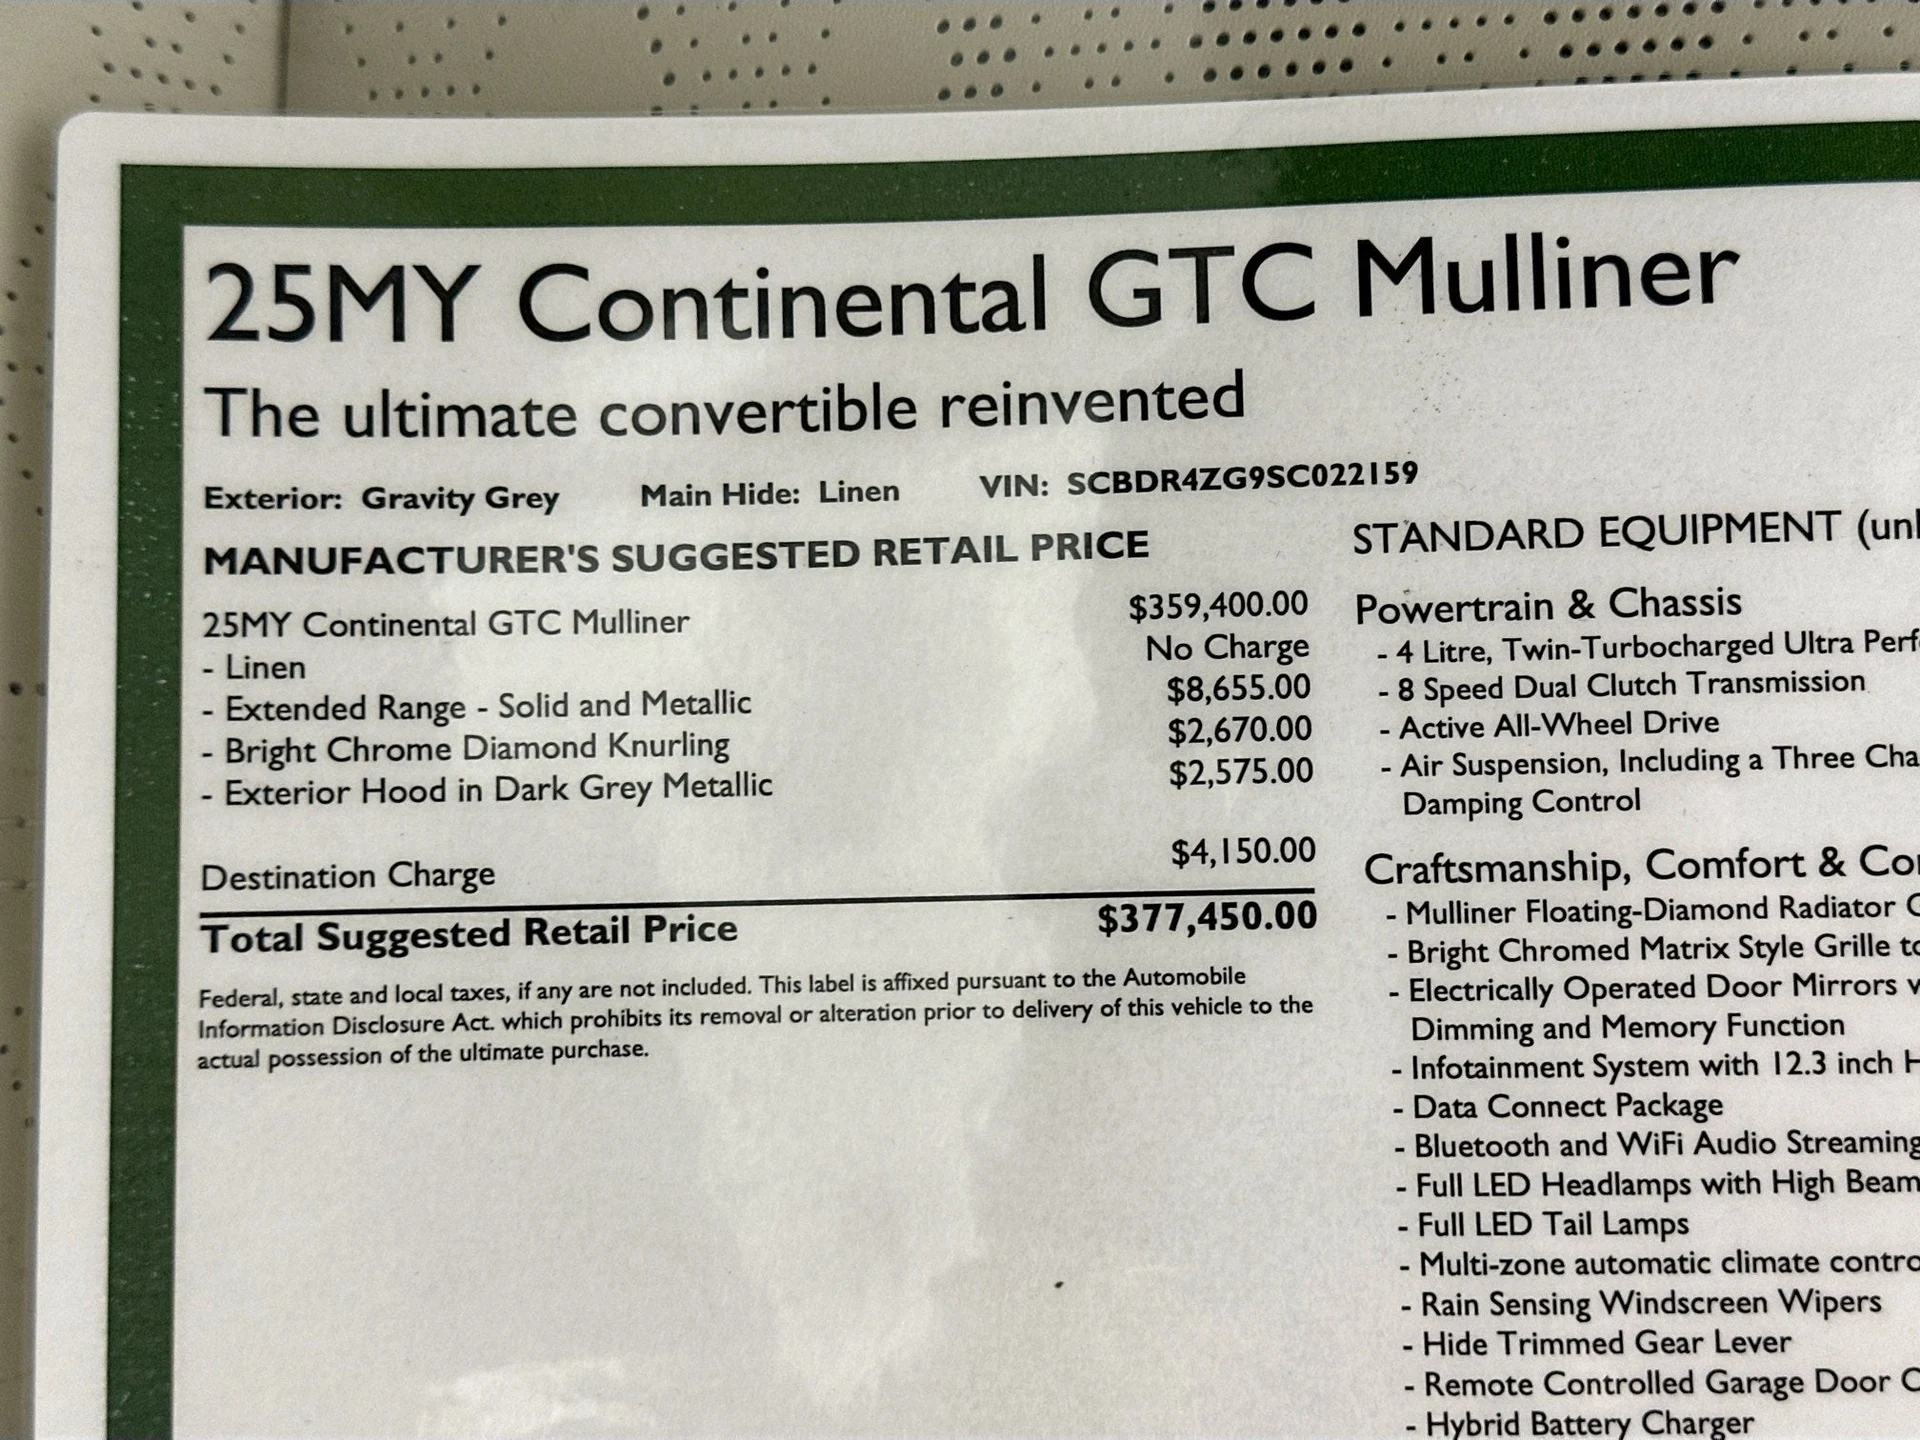 25MY Continental GTC Mulliner
The ultimate convertible reinvented
Exterior: Gravity Grey Main Hide: Linen VIN: SCBDR4ZG9SC022159
MANUFACTURER'S SUGGESTED RETAIL PRICE
25MY Continental GTC Mulliner $359,400.00
- Linen No Charge
- Extended Range - Solid and Metallic $8,655.00
- Bright Chrome Diamond Knurling $2,670.00
- Exterior Hood in Dark Grey Metallic $2,575.00
Destination Charge $4,150.00
Total Suggested Retail Price $377,450.00
Federal, state and local taxes, if any are not included. This label is affixed pursuant to the Automobile
Information Disclosure Act. which prohibits its removal or alteration prior to delivery of this vehicle to the
actual possession of the ultimate purchase.
STANDARD EQUIPMENT
Powertrain & Chassis
- 4 Litre, Twin-Turbocharged Ultra
- 8 Speed Dual Clutch Transmission
- Active All-Wheel Drive
- Air Suspension, Including a Three
Damping Control
Craftsmanship, Comfort &
- Mulliner Floating-Diamond Radiator
- Bright Chromed Matrix Style Grille
- Electrically Operated Door Mirrors
Dimming and Memory Function
- Infotainment System with 12.3 inch
- Data Connect Package
- Bluetooth and WiFi Audio Streaming
- Full LED Headlamps with High Beam
- Full LED Tail Lamps
- Multi-zone automatic climate
- Rain Sensing Windscreen Wipers
- Hide Trimmed Gear Lever
- Remote Controlled Garage Door
- Hybrid Battery Charger